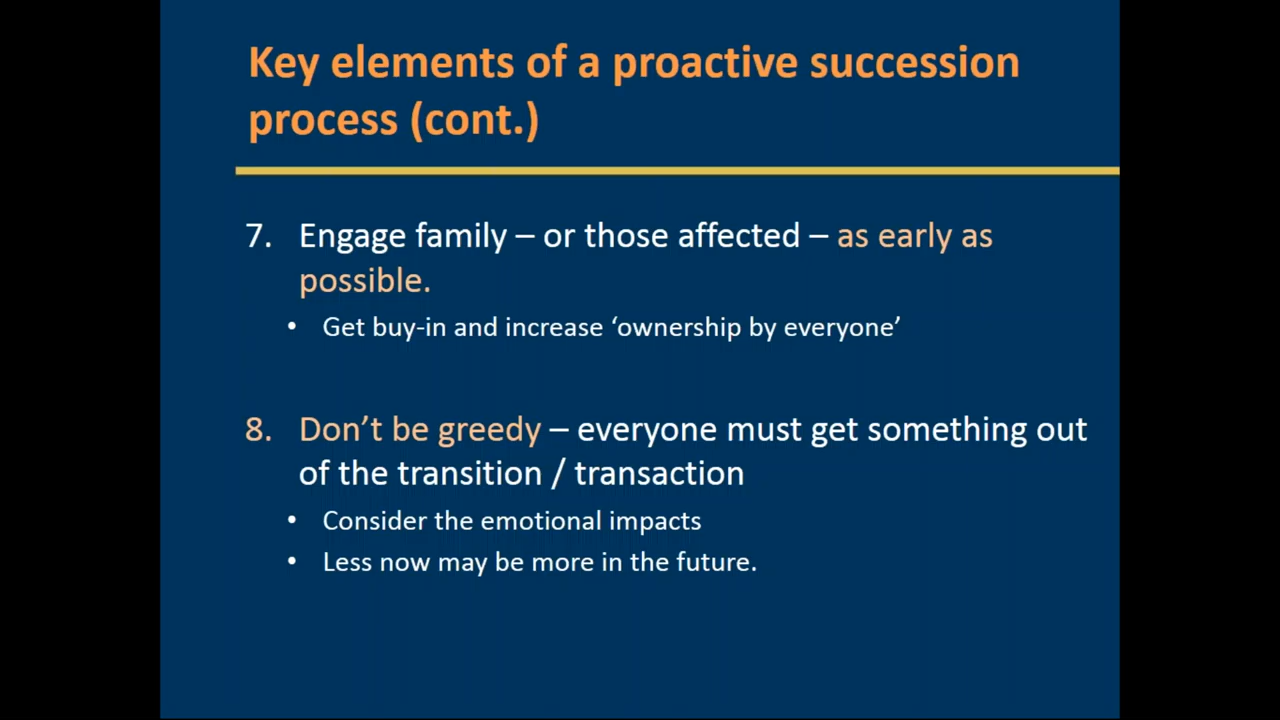 Key elements of a proactive succession
process (cont.)
7. Engage family – or those affected – as early as
possible.
• Get buy-in and increase ‘ownership by everyone’
8. Don’t be greedy – everyone must get something out
of the transition / transaction
• Consider the emotional impacts
• Less now may be more in the future.